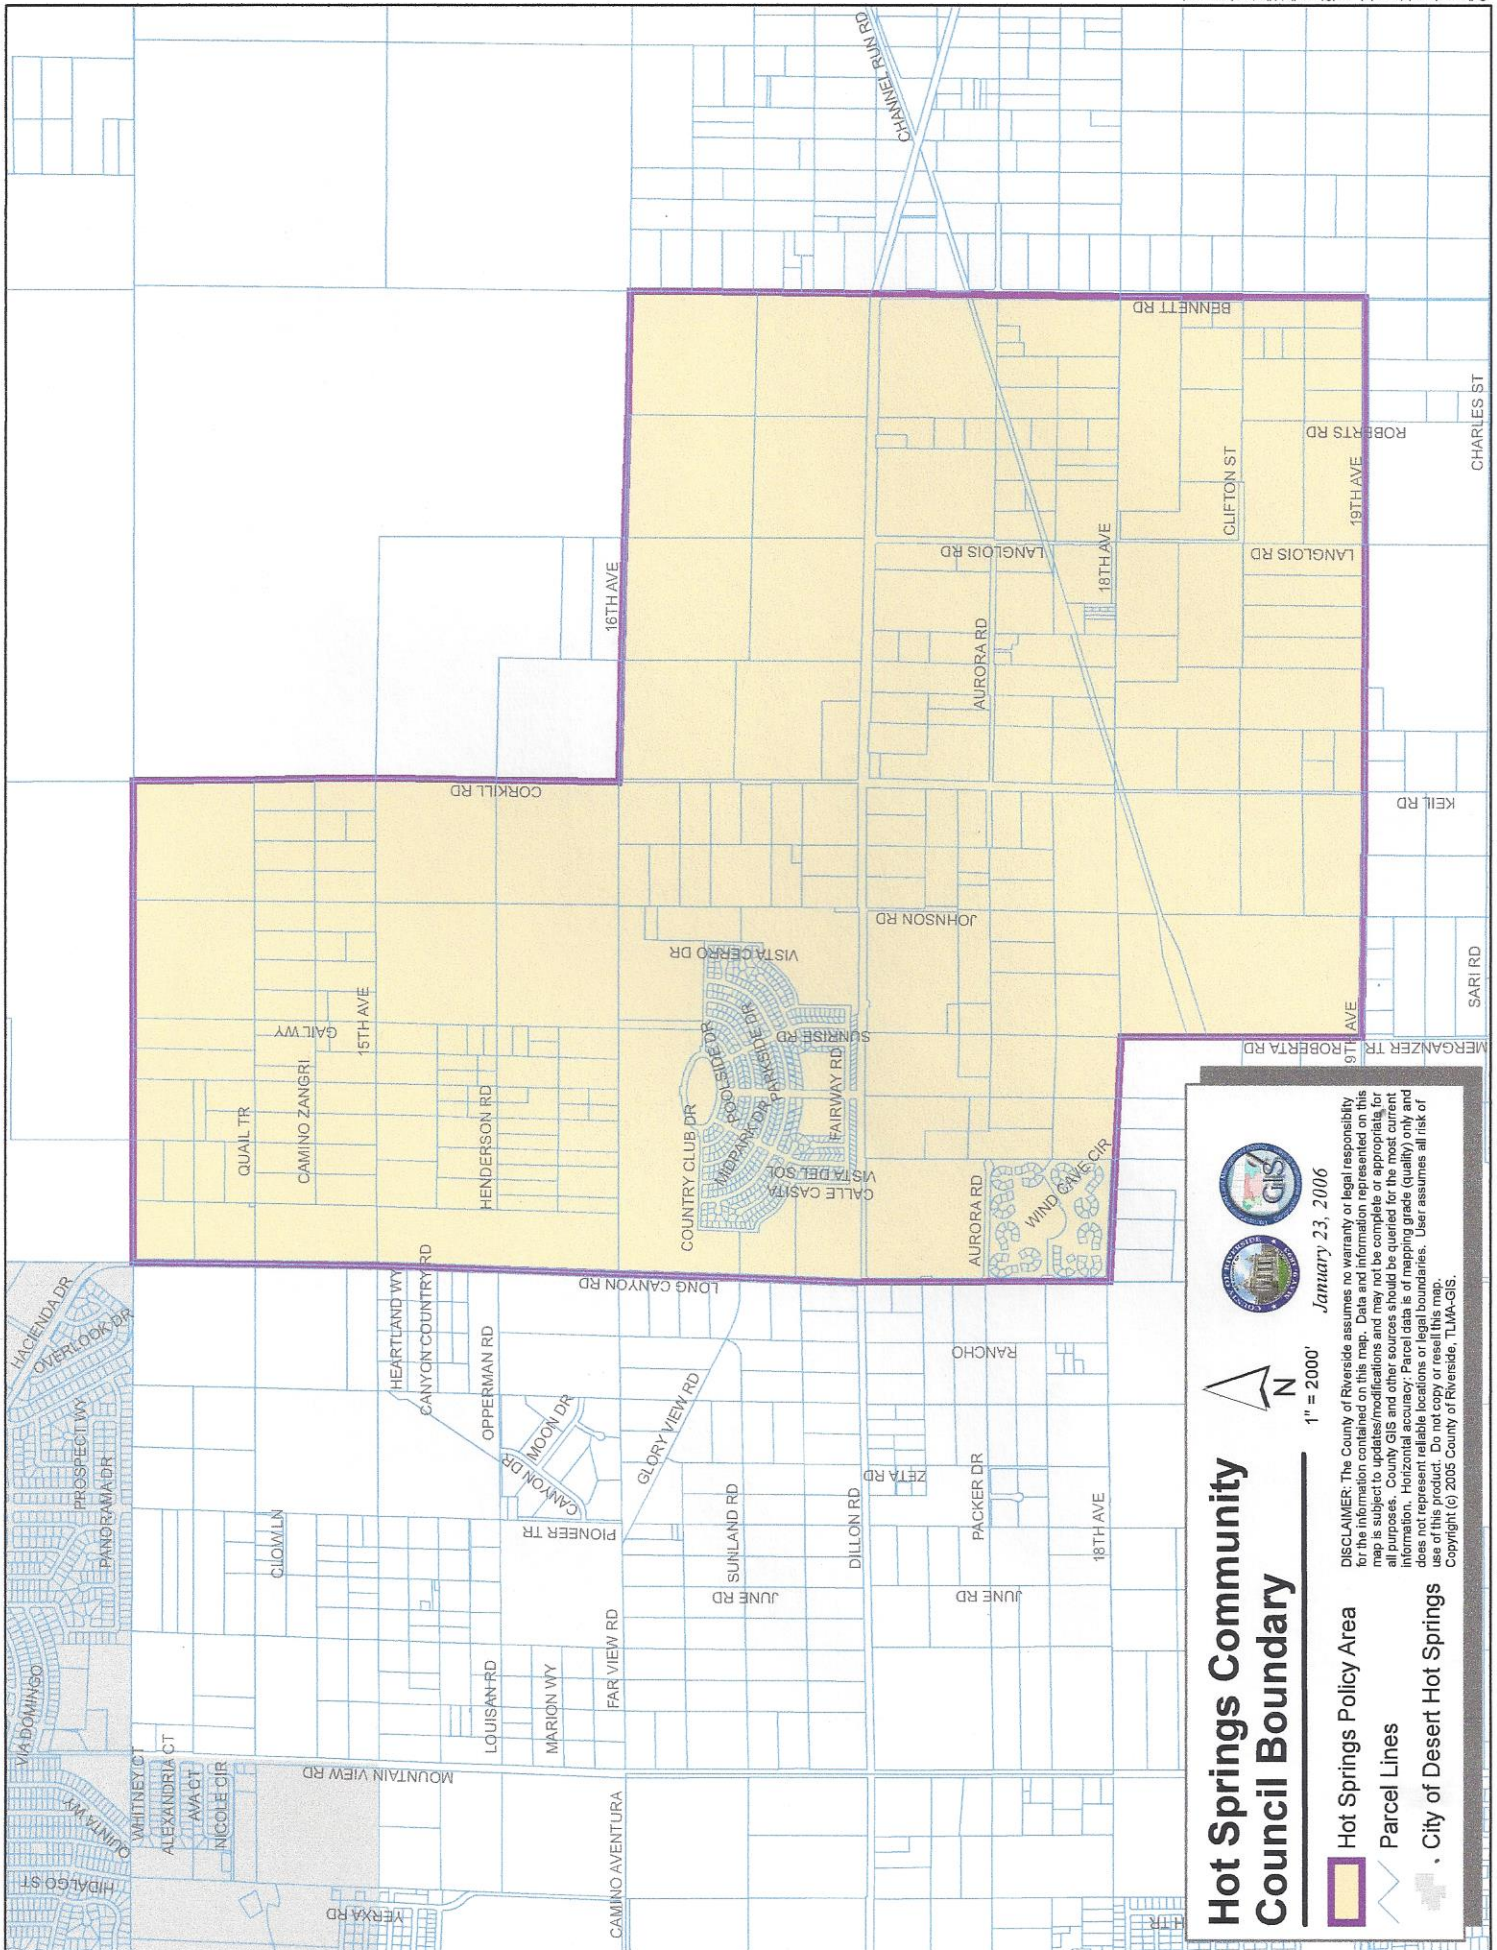 CHANNEL RUN RD
BENNETT RD
ROBERTS RD
CHARLES ST
CLIFTON ST
19TH AVE
LANGLOIS RD
LANGLOIS RD
18TH AVE
16TH AVE
AURORA RD
CORKILL RD
KEIL RD
JOHNSON RD
SARI RD
VISTA CERRO DR
15TH AVE
GAIL WY
CAMINO ZANGRI
QUAIL TR
HENDERSON RD
SUNRISE RD
POOLSIDE DR
PARKSIDE DR
MIDPARK DR
FAIRWAY RD
COUNTRY CLUB DR
VISTA DEL SOL
CALLE CASITA
AURORA RD
WIND CAVE CIR
9TH AVE
ROBERTA RD
MERGANZER TR
LONG CANYON RD
HACIENDA DR
OVERLOOK DR
PROSPECT WY
PANORAMA DR
HEARTLAND WY
CANYON COUNTRY RD
OPPERMAN RD
MOON DR
CANYON DR
PIONEER TR
GLORY VIEW RD
RANCHO
ZETA RD
PACKER DR
SUNLAND RD
DILLON RD
18TH AVE
JUNE RD
JUNE RD
CLOW LN
FAR VIEW RD
LOUISAN RD
MARION WY
VIA DOMINGO
MOUNTAIN VIEW RD
WHITNEY CT
ALEXANDRIA CT
AVA CT
NICOLE CIR
QUINTA WY
HIDALGO ST
YERXA RD
CAMINO AVENTURA
H TR
Hot Springs Community
Council Boundary
Hot Springs Policy Area
Parcel Lines
City of Desert Hot Springs
N
1" = 2000'
COUNTY OF RIVERSIDE
GIS
January 23, 2006
DISCLAIMER: The County of Riverside assumes no warranty or legal responsibility
for the information contained on this map. Data and information represented on this
map is subject to updates/modifications and may not be complete or appropriate for
all purposes. County GIS and other sources should be queried for the most current
information. Horizontal accuracy: Parcel data is of mapping grade (quality) only and
does not represent reliable locations or legal boundaries. User assumes all risk of
use of this product. Do not copy or resell this map.
Copyright (c) 2005 County of Riverside, TLMA-GIS.